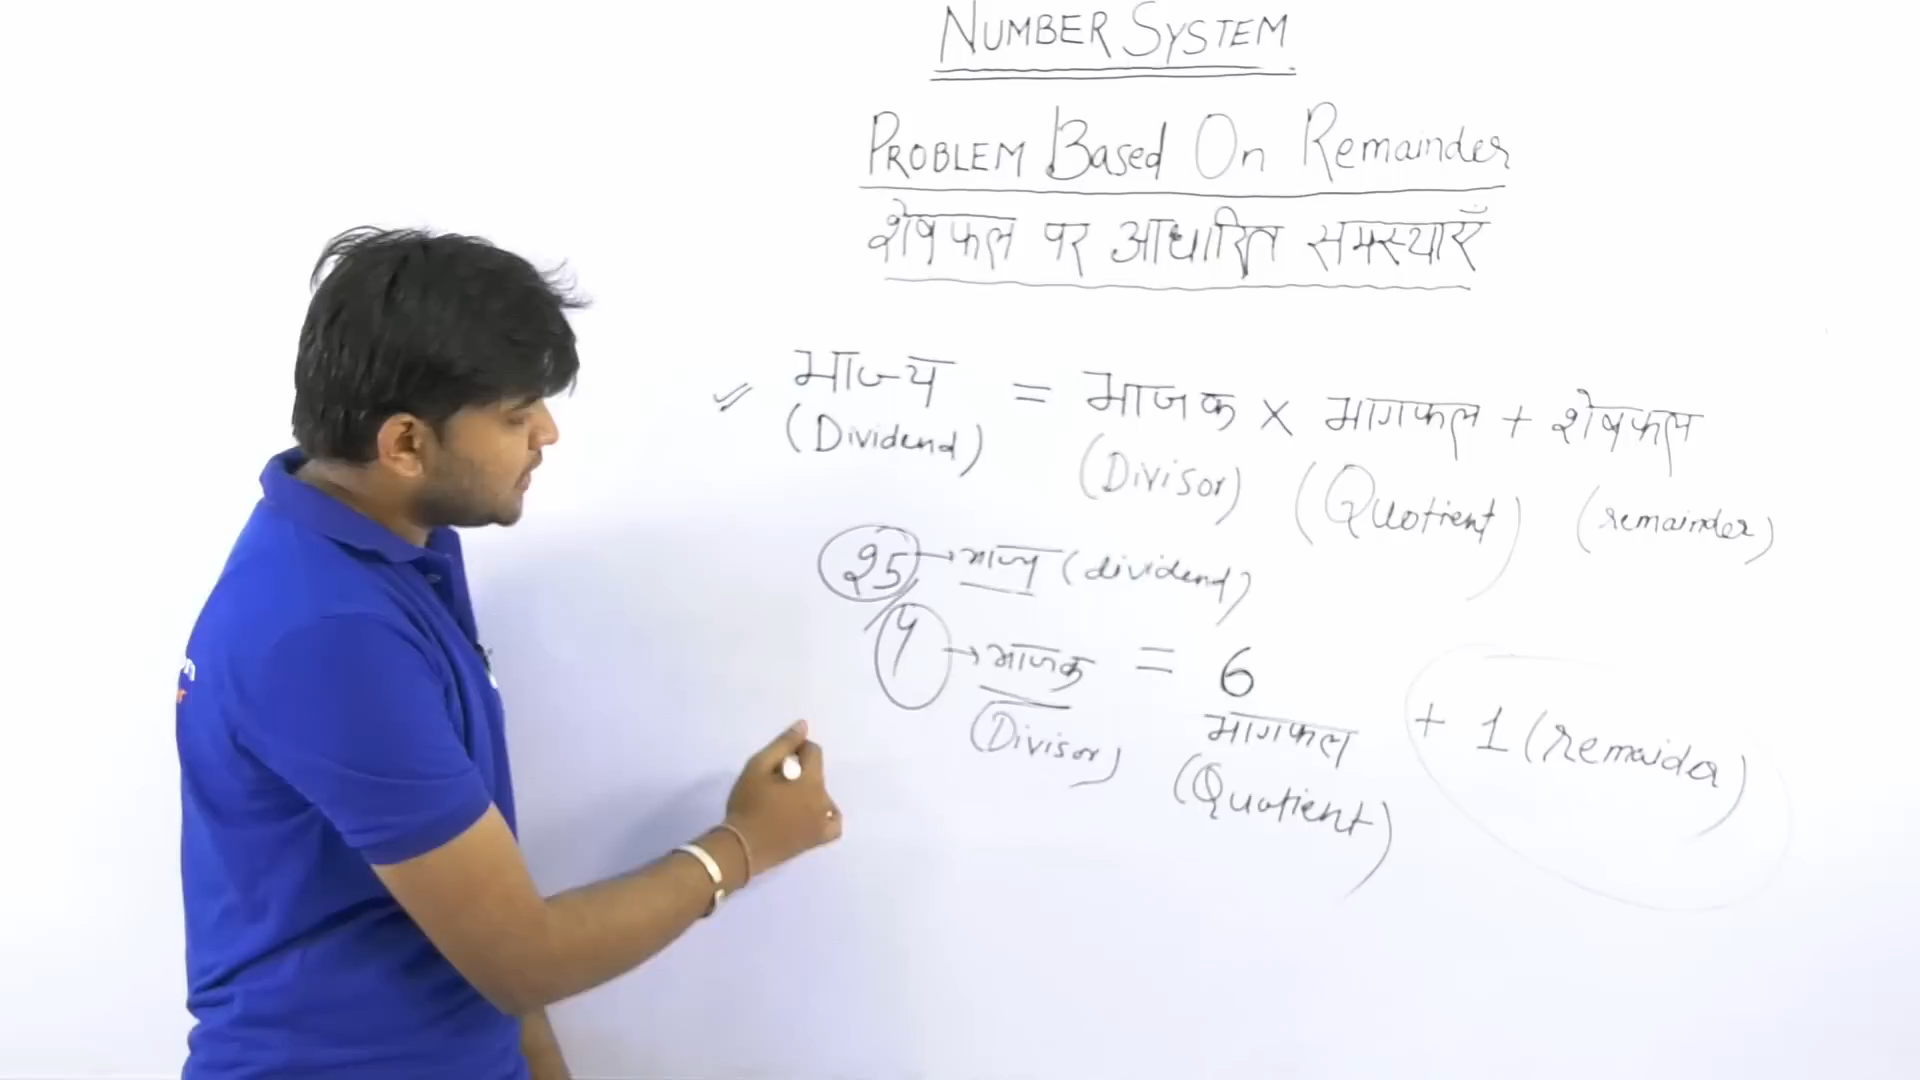 NUMBER SYSTEM
PROBLEM Based On Remainder
शेषफल पर आधारित समस्याएँ
भाज्य = भाजक × भागफल + शेषफल
(Dividend) (Divisor) (Quotient) (remainder)
25 → भाज्य (dividend)
4 → भाजक = 6 + 1 (remaider)
(Divisor) भागफल
(Quotient)